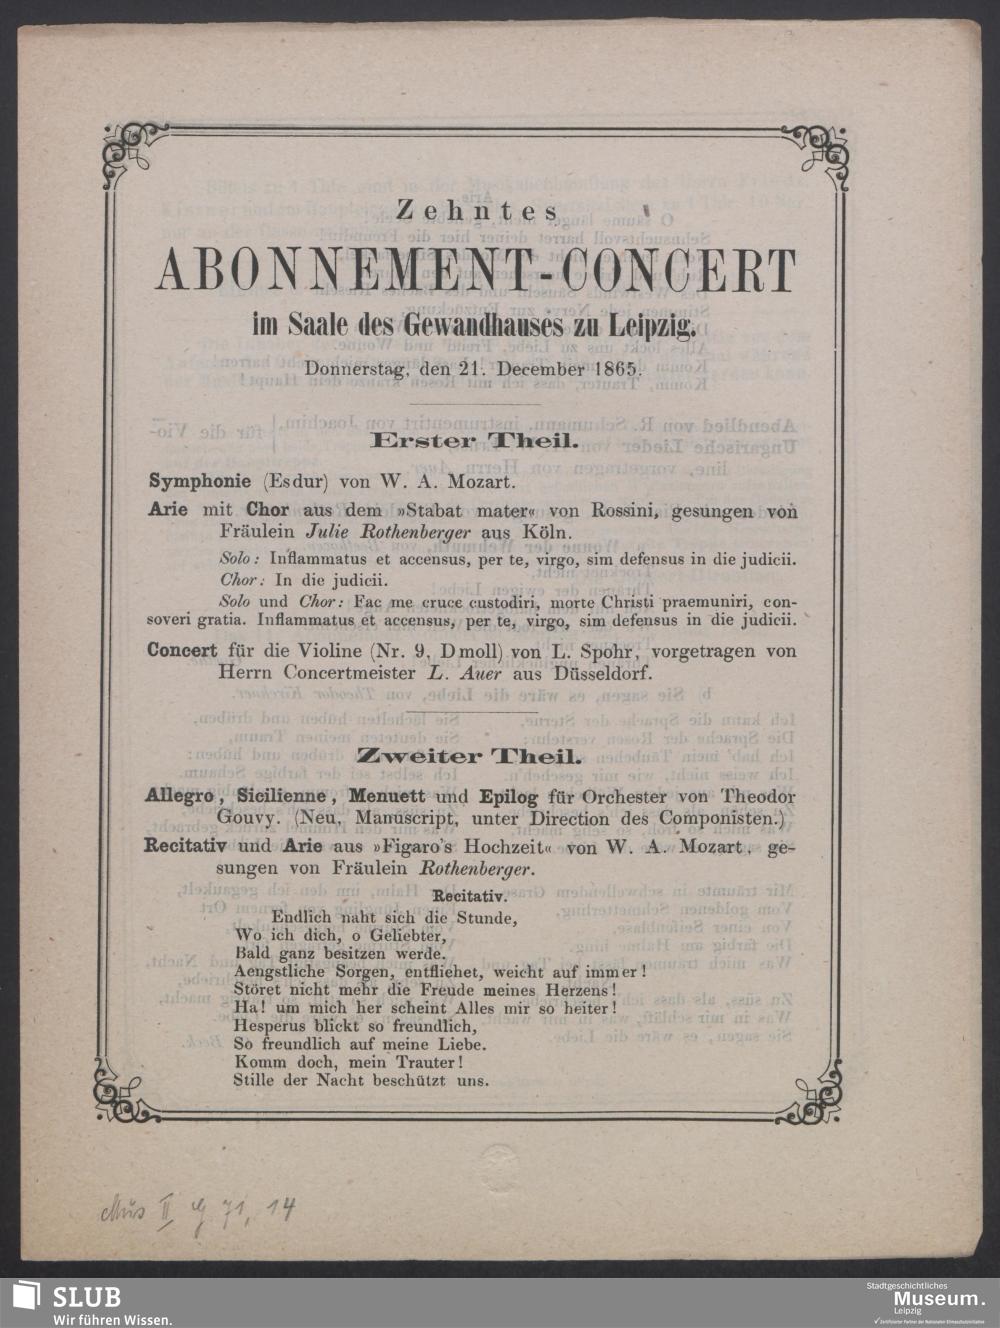 Zehntes
ABONNEMENT-CONCERT
im Saale des Gewandhauses zu Leipzig.
Donnerstag, den 21. December 1865.
Erster Theil.
Symphonie (Esdur) von W. A. Mozart.
Arie mit Chor aus dem »Stabat mater« von Rossini, gesungen von
Fräulein Julie Rothenberger aus Köln.
Solo: Inflammatus et accensus, per te, virgo, sim defensus in die judicii.
Chor: In die judicii.
Solo und Chor: Fac me cruce custodiri, morte Christi praemuniri, con-
soveri gratia. Inflammatus et accensus, per te, virgo, sim defensus in die judicii.
Concert für die Violine (Nr. 9, Dmoll) von L. Spohr, vorgetragen von
Herrn Concertmeister L. Auer aus Düsseldorf.
Zweiter Theil.
Allegro, Sicilienne, Menuett und Epilog für Orchester von Theodor
Gouvy. (Neu, Manuscript, unter Direction des Componisten.)
Recitativ und Arie aus »Figaro's Hochzeit« von W. A. Mozart, ge-
sungen von Fräulein Rothenberger.
Recitativ.
Endlich naht sich die Stunde,
Wo ich dich, o Geliebter,
Bald ganz besitzen werde.
Aengstliche Sorgen, entfliehet, weicht auf immer!
Störet nicht mehr die Freude meines Herzens!
Ha! um mich her scheint Alles mir so heiter!
Hesperus blickt so freundlich,
So freundlich auf meine Liebe.
Komm doch, mein Trauter!
Stille der Nacht beschützt uns.
Mus II 71, 14
SLUB
Wir führen Wissen.
Stadtgeschichtliches
Museum.
Leipzig
Zertifizierter Partner der Nationalen Klimaschutzinitiative